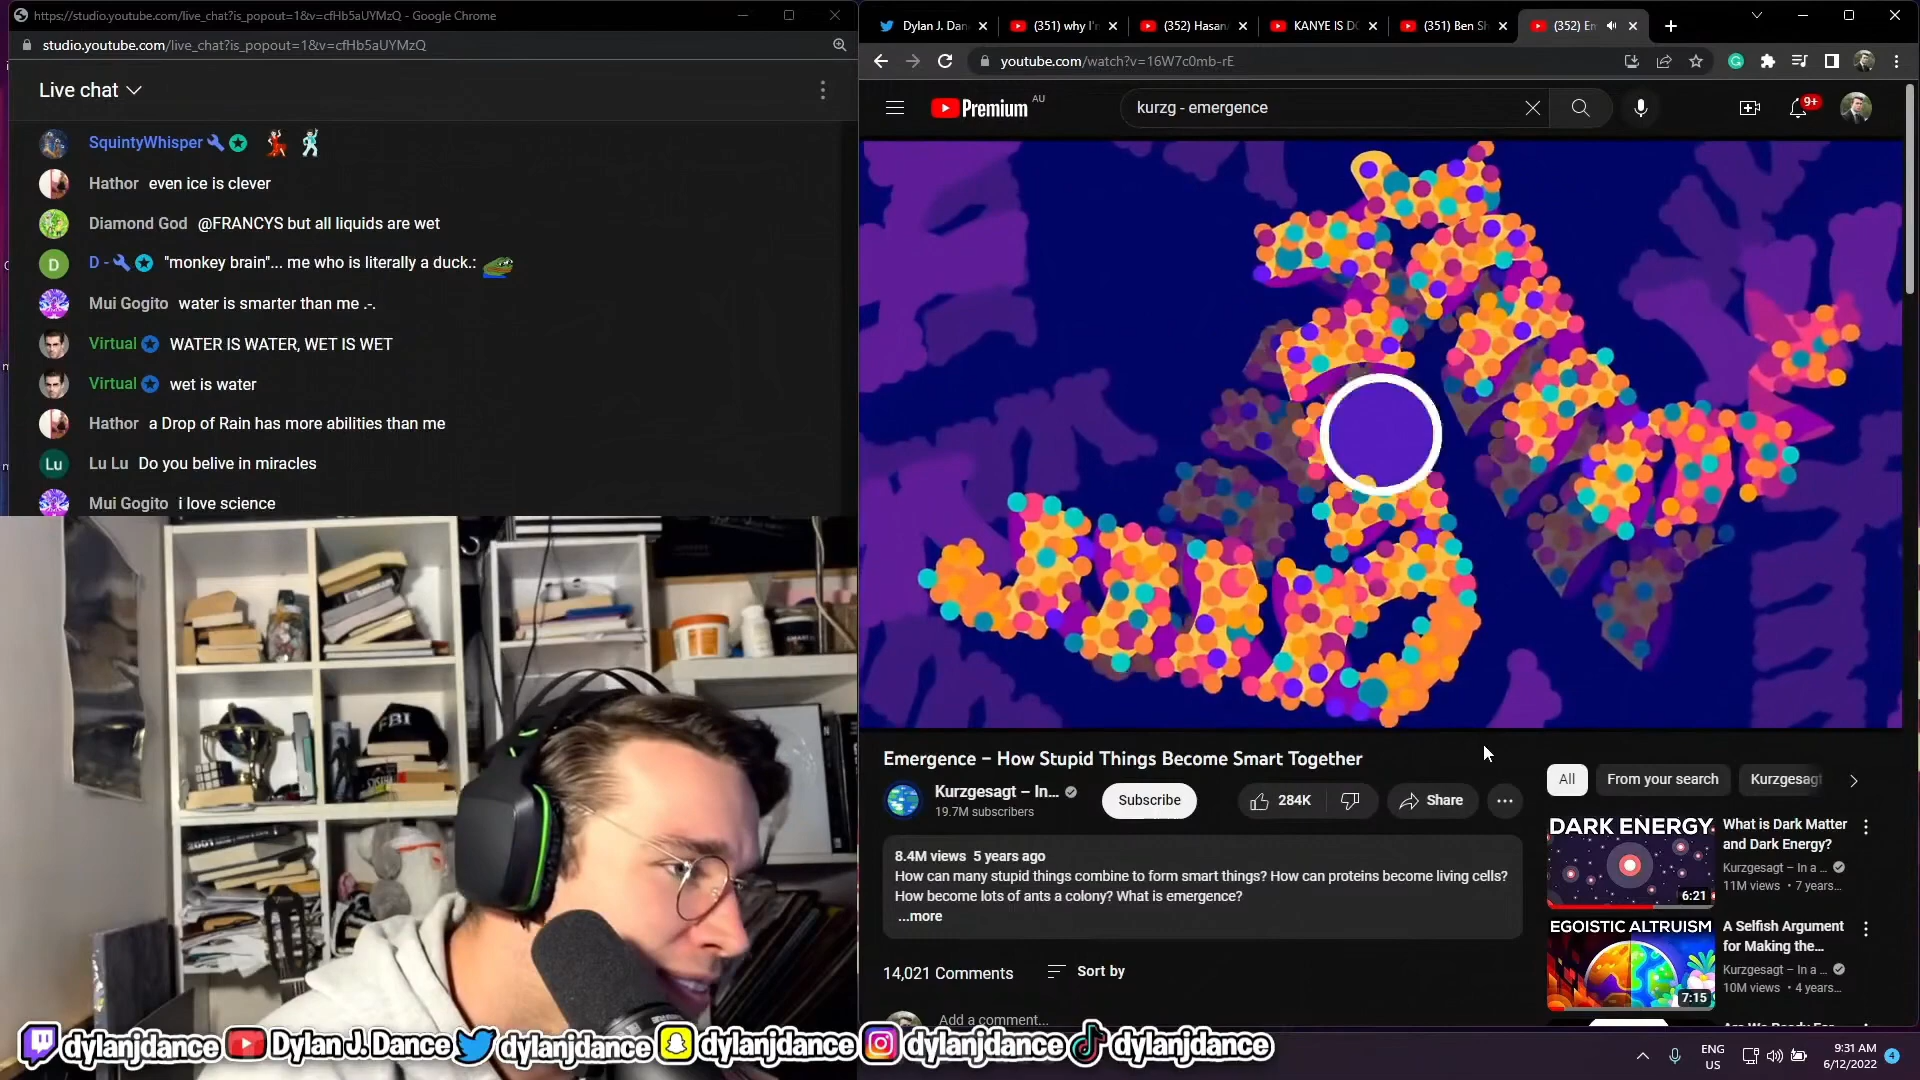 https://studio.youtube.com/live_chat?is_popout=1&v=cfHb5aUYMzQ - Google Chrome
studio.youtube.com/live_chat?is_popout=1&v=cfHb5aUYMzQ
Live chat
SquintyWhisper
Hathor even ice is clever
Diamond God @FRANCYS but all liquids are wet
D D - "monkey brain"... me who is literally a duck.:
Mui Gogito water is smarter than me .-.
Virtual WATER IS WATER, WET IS WET
Virtual wet is water
Hathor a Drop of Rain has more abilities than me
Lu Lu Lu Do you belive in miracles
Mui Gogito i love science
FBI
Dylan J. Danc
(351) why I'm
(352) Hasan
KANYE IS DO
(351) Ben Sh
(352) Em
youtube.com/watch?v=16W7c0mb-rE
Premium AU
kurzg - emergence
9+
Emergence – How Stupid Things Become Smart Together
Kurzgesagt – In...
19.7M subscribers
Subscribe
284K
Share
8.4M views 5 years ago
How can many stupid things combine to form smart things? How can proteins become living cells?
How become lots of ants a colony? What is emergence?
...more
14,021 Comments
Sort by
Add a comment...
All
From your search
Kurzgesagt
DARK ENERGY
6:21
What is Dark Matter
and Dark Energy?
Kurzgesagt – In a ...
11M views • 7 years...
EGOISTIC ALTRUISM
7:15
A Selfish Argument
for Making the...
Kurzgesagt – In a ...
10M views • 4 years...
dylanjdance
Dylan J. Dance
dylanjdance
dylanjdance
dylanjdance
dylanjdance
ENG
US
9:31 AM
6/12/2022
4